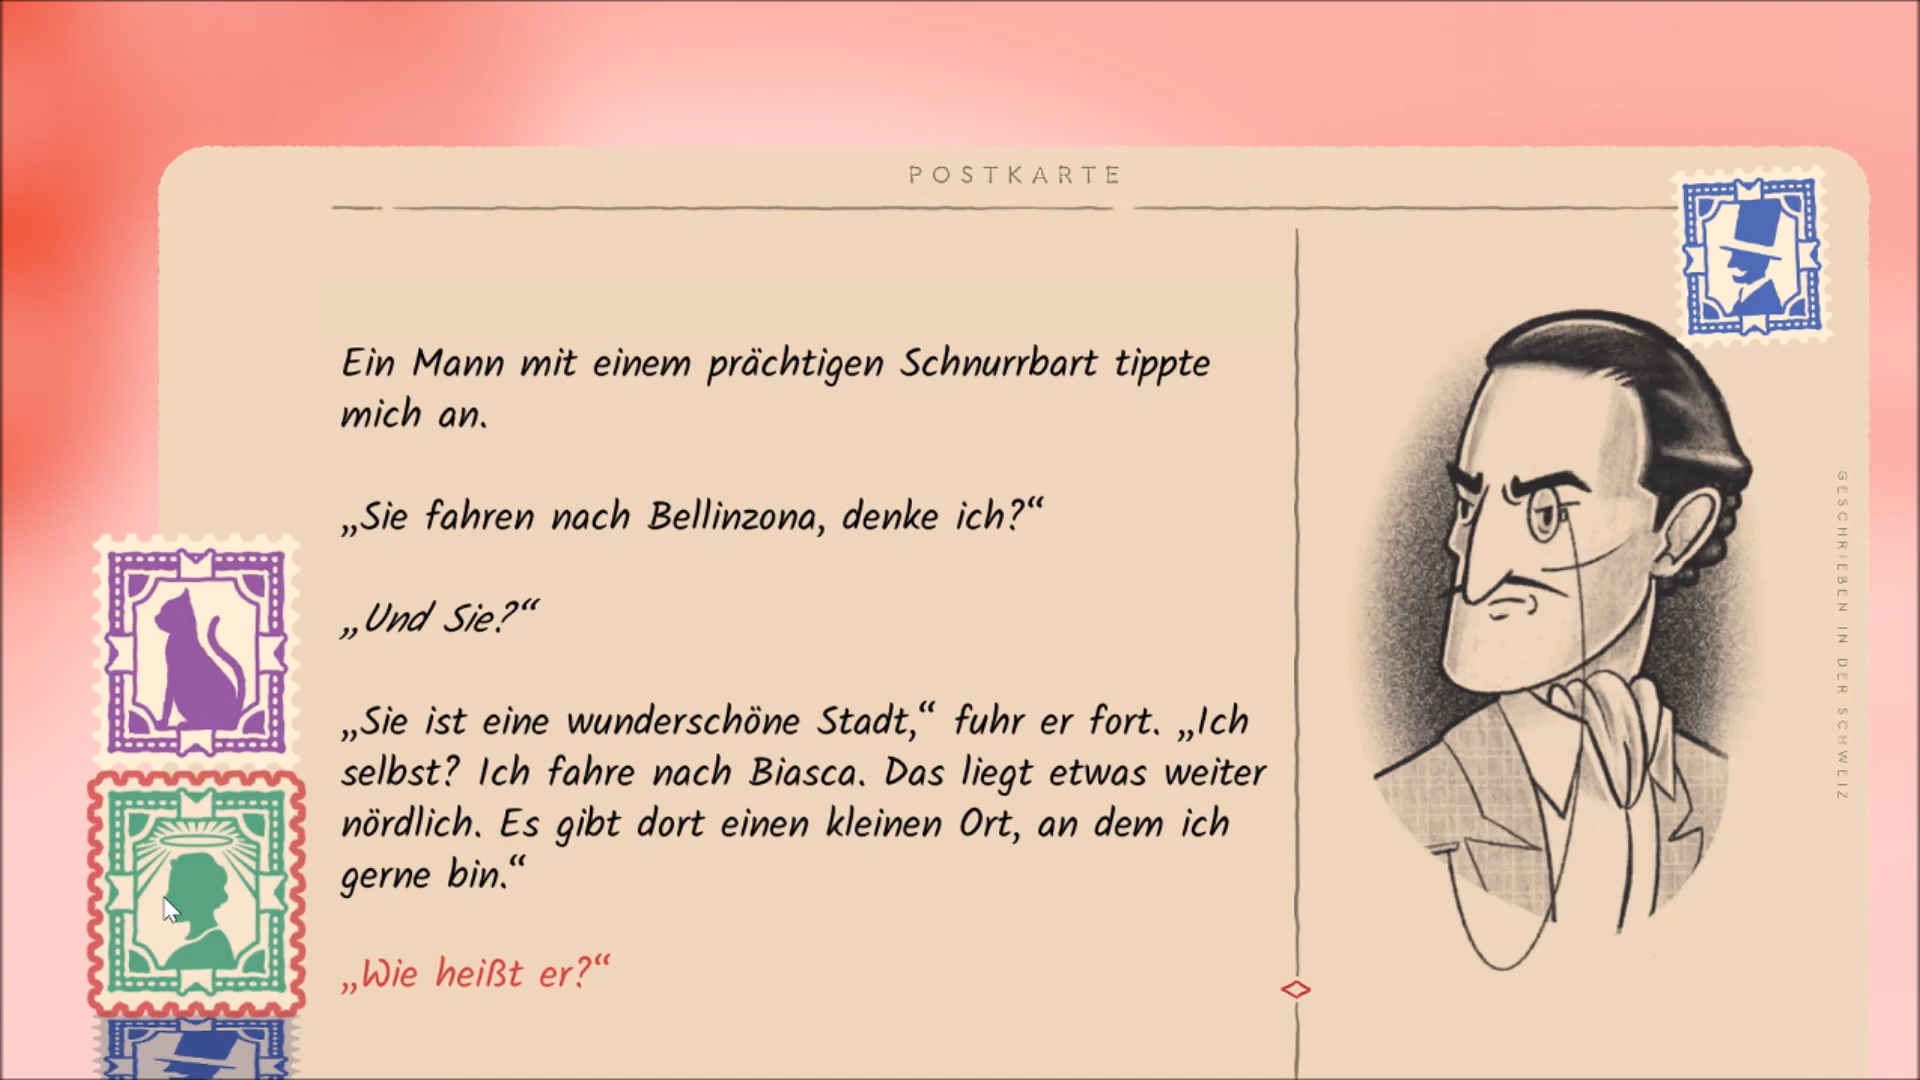 POSTKARTE
Ein Mann mit einem prächtigen Schnurrbart tippte
mich an.
„Sie fahren nach Bellinzona, denke ich?“
„Und Sie?“
„Sie ist eine wunderschöne Stadt,“ fuhr er fort. „Ich
selbst? Ich fahre nach Biasca. Das liegt etwas weiter
nördlich. Es gibt dort einen kleinen Ort, an dem ich
gerne bin.“
„Wie heißt er?“
GESCHRIEBEN IN DER SCHWEIZ